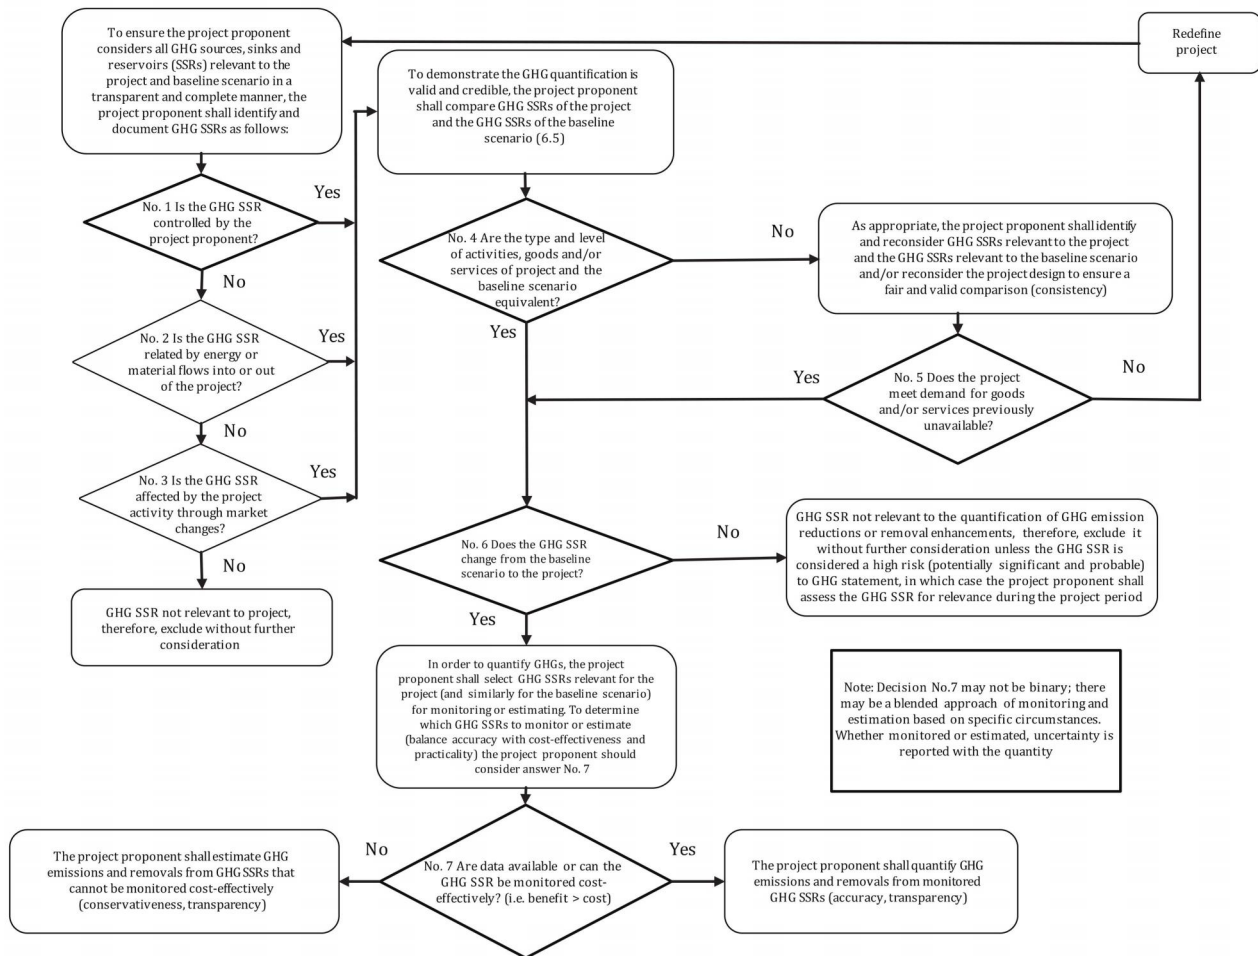 To ensure the project proponent
considers all GHG sources, sinks and
reservoirs (SSRs) relevant to the
project and baseline scenario in a
transparent and complete manner, the
project proponent shall identify and
document GHG SSRs as follows:
Redefine
project
To demonstrate the GHG quantification is
valid and credible, the project proponent
shall compare GHG SSRs of the project
and the GHG SSRs of the baseline
scenario (6.5)
Yes
No. 1 Is the GHG SSR
controlled by the
project proponent?
No
No. 4 Are the type and level
of activities, goods and/or
services of project and the
baseline scenario
equivalent?
No
As appropriate, the project proponent shall identify
and reconsider GHG SSRs relevant to the project
and the GHG SSRs relevant to the baseline scenario
and/or reconsider the project design to ensure a
fair and valid comparison (consistency)
Yes
No. 2 Is the GHG SSR
related by energy or
material flows into or out
of the project?
Yes
No
Yes
No. 5 Does the project
meet demand for goods
and/or services previously
unavailable?
No
No. 3 Is the GHG SSR
affected by the project
activity through market
changes?
Yes
No
GHG SSR not relevant to project,
therefore, exclude without further
consideration
No. 6 Does the GHG SSR
change from the baseline
scenario to the project?
No
GHG SSR not relevant to the quantification of GHG emission
reductions or removal enhancements, therefore, exclude it
without further consideration unless the GHG SSR is
considered a high risk (potentially significant and probable)
to GHG statement, in which case the project proponent shall
assess the GHG SSR for relevance during the project period
Yes
In order to quantify GHGs, the project
proponent shall select GHG SSRs relevant for the
project (and similarly for the baseline scenario)
for monitoring or estimating. To determine
which GHG SSRs to monitor or estimate
(balance accuracy with cost-effectiveness and
practicality) the project proponent should
consider answer No. 7
Note: Decision No.7 may not be binary; there
may be a blended approach of monitoring and
estimation based on specific circumstances.
Whether monitored or estimated, uncertainty is
reported with the quantity
The project proponent shall estimate GHG
emissions and removals from GHG SSRs that
cannot be monitored cost-effectively
(conservativeness, transparency)
No
No. 7 Are data available or can the
GHG SSR be monitored cost-
effectively? (i.e. benefit > cost)
Yes
The project proponent shall quantify GHG
emissions and removals from monitored
GHG SSRs (accuracy, transparency)